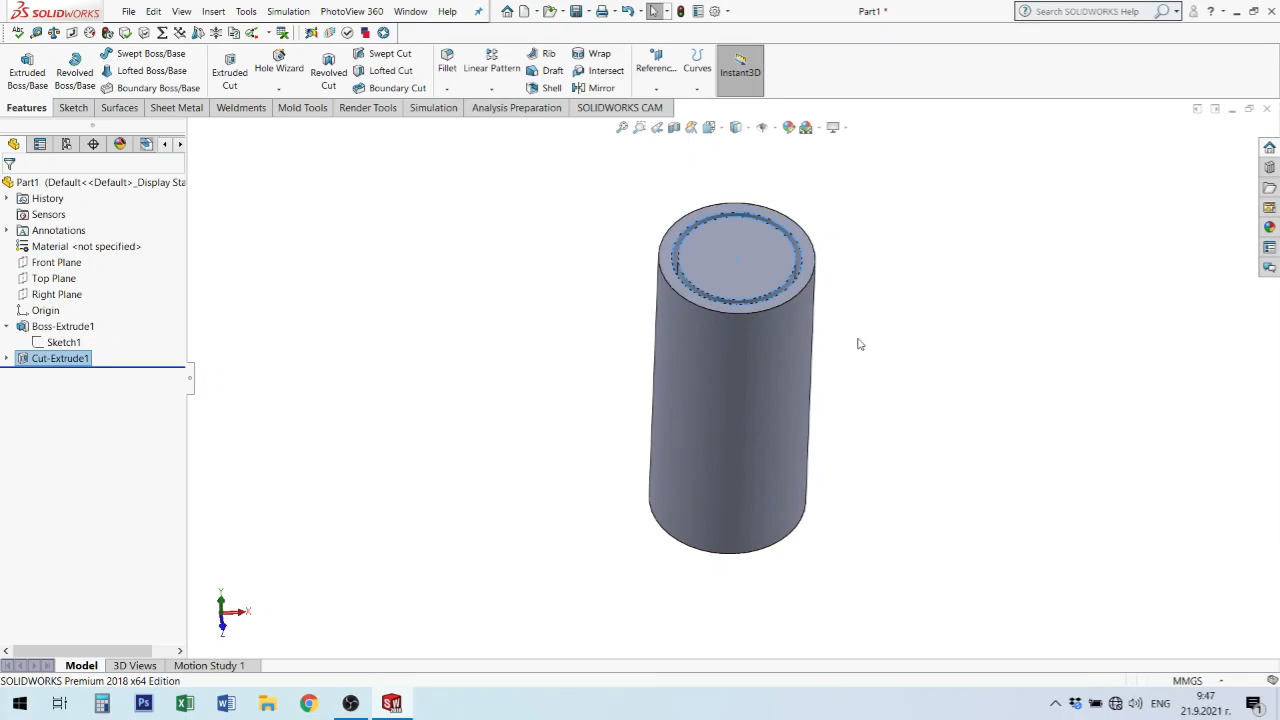 SOLIDWORKS File Edit View Insert Tools Simulation PhotoView 360 Window Help Part1 * Search SOLIDWORKS Help
Extruded Boss/Base
Revolved Boss/Base
Swept Boss/Base
Lofted Boss/Base
Boundary Boss/Base
Extruded Cut
Hole Wizard
Revolved Cut
Swept Cut
Lofted Cut
Boundary Cut
Fillet
Linear Pattern
Rib
Draft
Shell
Wrap
Intersect
Mirror
Referenc...
Curves
Instant3D
Features Sketch Surfaces Sheet Metal Weldments Mold Tools Render Tools Simulation Analysis Preparation SOLIDWORKS CAM
Part1 (Default<<Default>_Display Sta
History
Sensors
Annotations
Material <not specified>
Front Plane
Top Plane
Right Plane
Origin
Boss-Extrude1
Sketch1
Cut-Extrude1
Y
X
Z
Model 3D Views Motion Study 1
SOLIDWORKS Premium 2018 x64 Edition MMGS
ENG 9:47
21.9.2021 г.